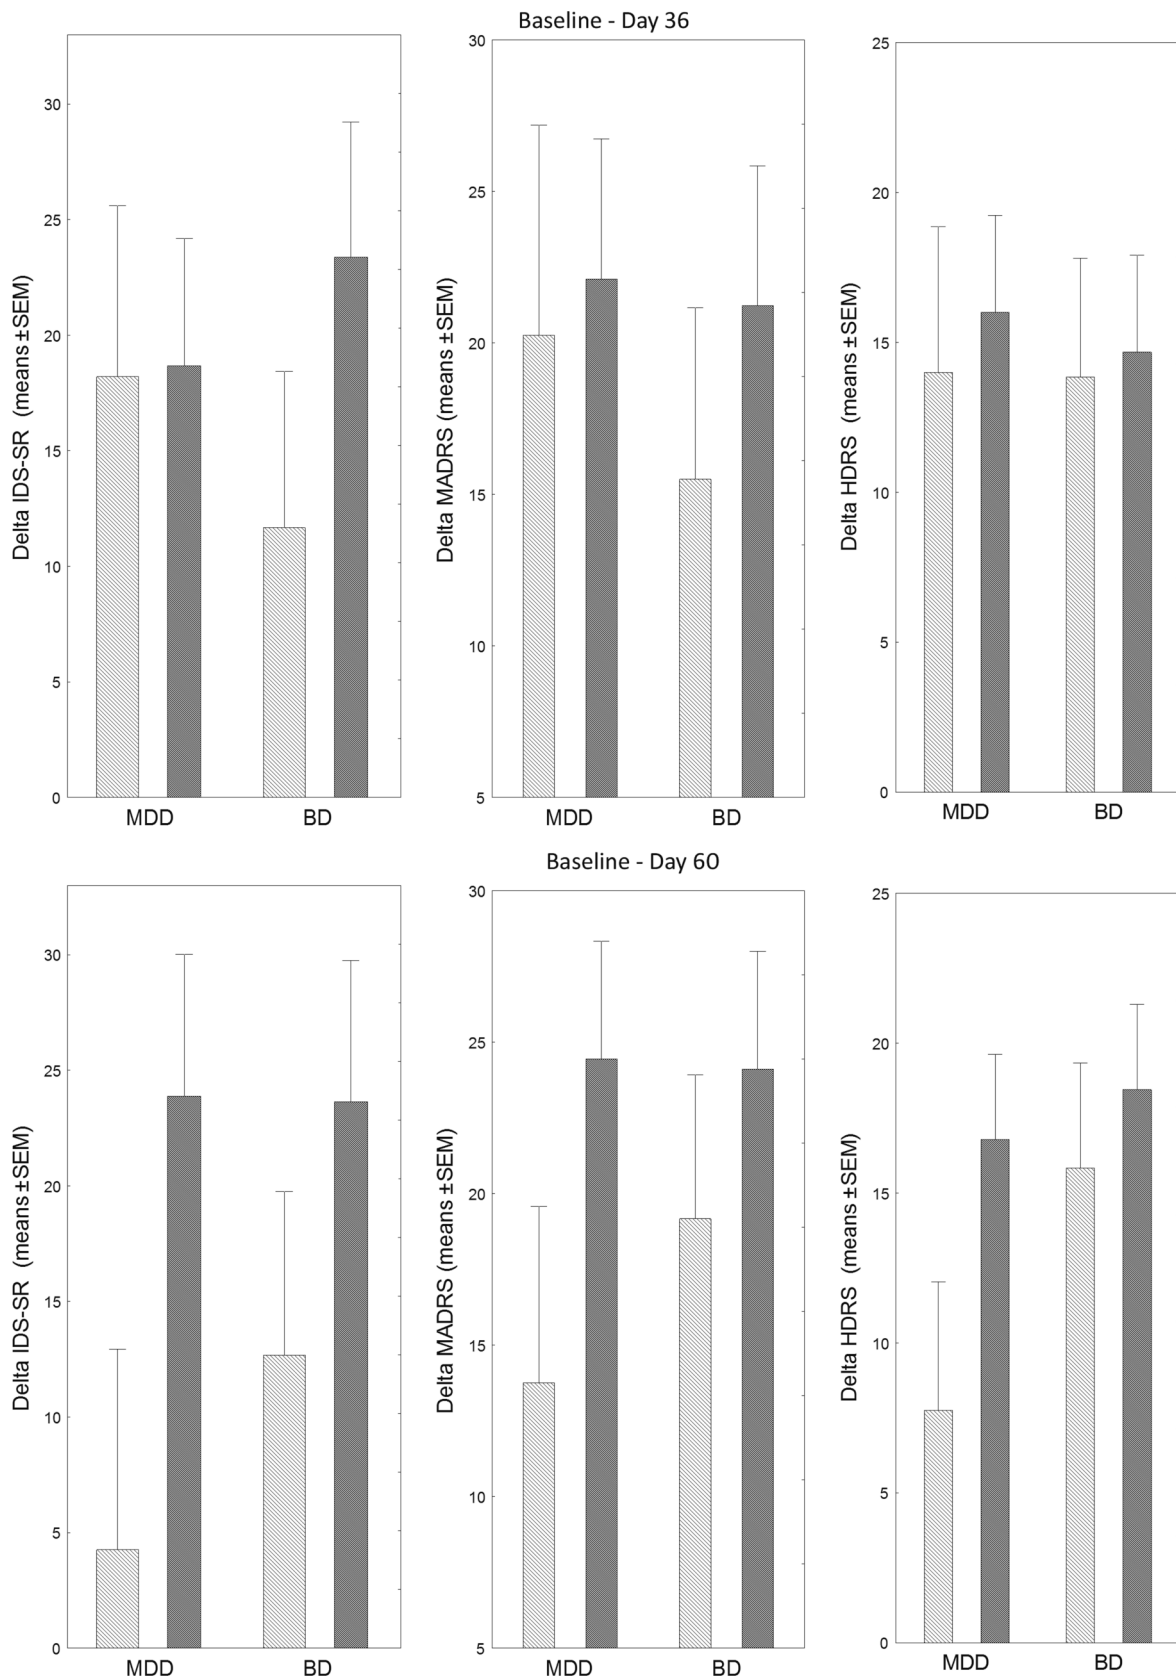 Baseline - Day 36
Delta IDS-SR (means ±SEM)
30
25
20
15
10
5
0
MDD BD
Delta MADRS (means ±SEM)
30
25
20
15
10
5
MDD BD
Delta HDRS (means ±SEM)
25
20
15
10
5
0
MDD BD
Baseline - Day 60
Delta IDS-SR (means ±SEM)
30
25
20
15
10
5
0
MDD BD
Delta MADRS (means ±SEM)
30
25
20
15
10
5
MDD BD
Delta HDRS (means ±SEM)
25
20
15
10
5
0
MDD BD